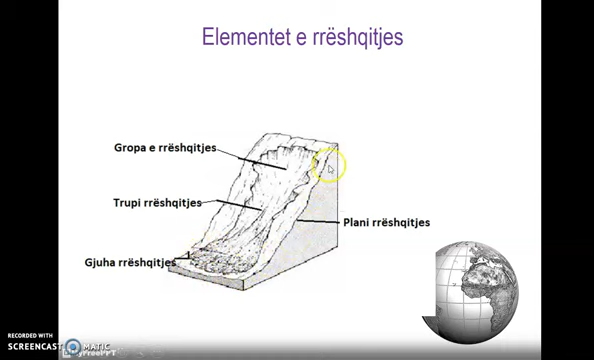 Elementet e rrëshqitjes
Gropa e rrëshqitjes
Trupi rrëshqitjes
Plani rrëshqitjes
Gjuha rrëshqitjes
RECORDED WITH
SCREENCAST MATIC